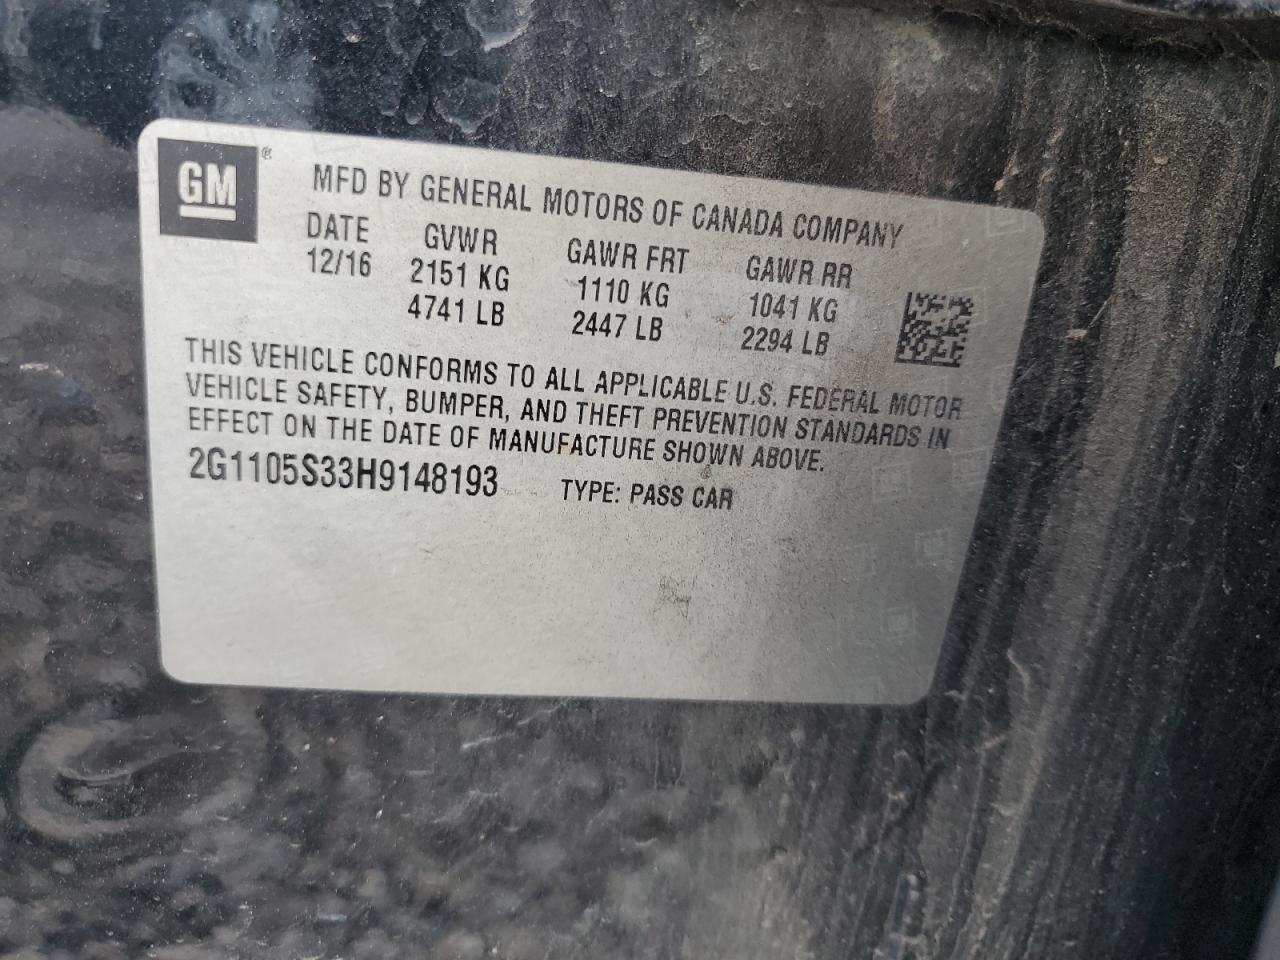 GM®
MFD BY GENERAL MOTORS OF CANADA COMPANY
DATE GVWR GAWR FRT GAWR RR
12/16 2151 KG 1110 KG 1041 KG
4741 LB 2447 LB 2294 LB
THIS VEHICLE CONFORMS TO ALL APPLICABLE U.S. FEDERAL MOTOR
VEHICLE SAFETY, BUMPER, AND THEFT PREVENTION STANDARDS IN
EFFECT ON THE DATE OF MANUFACTURE SHOWN ABOVE.
2G1105S33H9148193 TYPE: PASS CAR